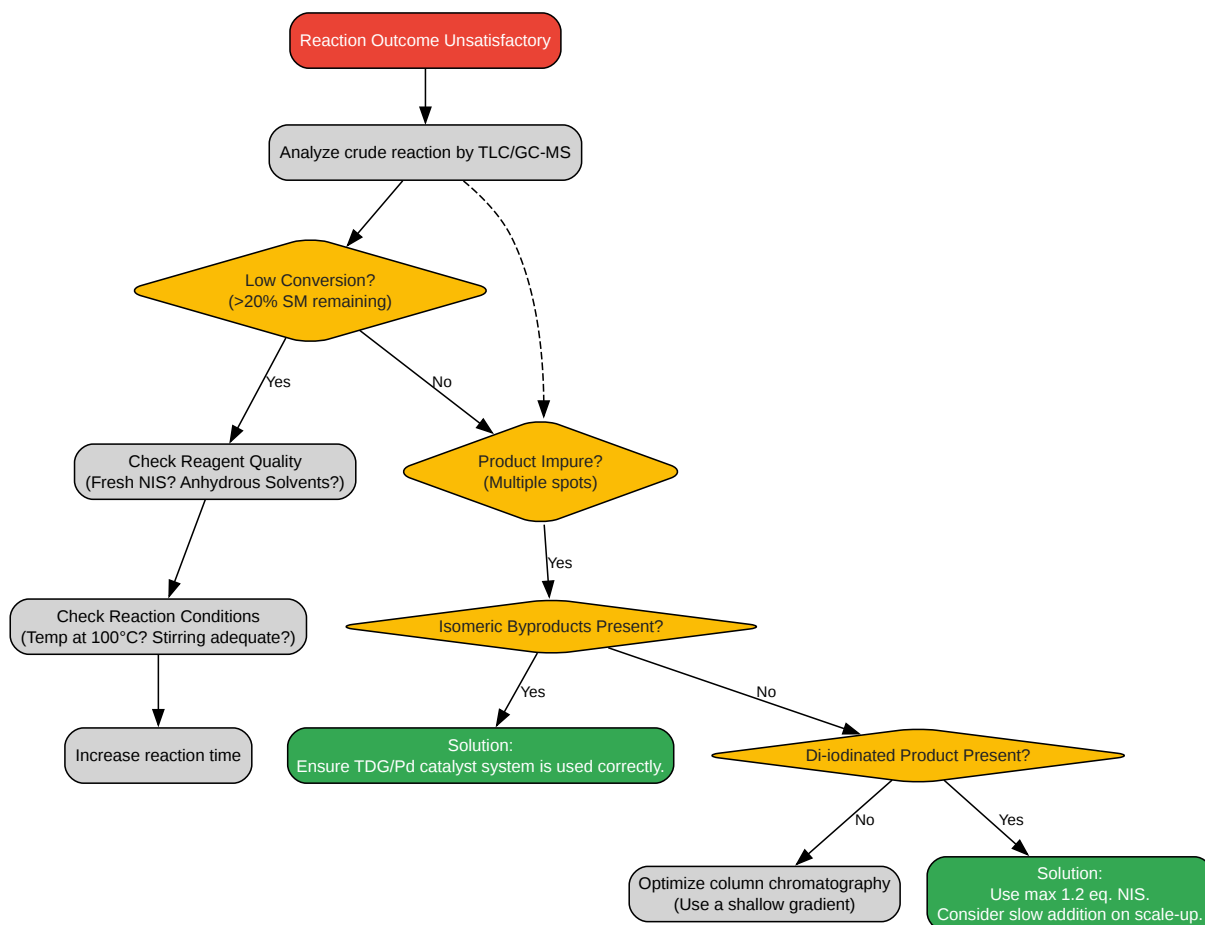 Reaction Outcome Unsatisfactory
Analyze crude reaction by TLC/GC-MS
Low Conversion?
(>20% SM remaining)
Yes
No
Check Reagent Quality
(Fresh NIS? Anhydrous Solvents?)
Product Impure?
(Multiple spots)
Yes
Check Reaction Conditions
(Temp at 100°C? Stirring adequate?)
Isomeric Byproducts Present?
Yes
No
Increase reaction time
Solution:
Ensure TDG/Pd catalyst system is used correctly.
Di-iodinated Product Present?
No
Yes
Optimize column chromatography
(Use a shallow gradient)
Solution:
Use max 1.2 eq. NIS.
Consider slow addition on scale-up.